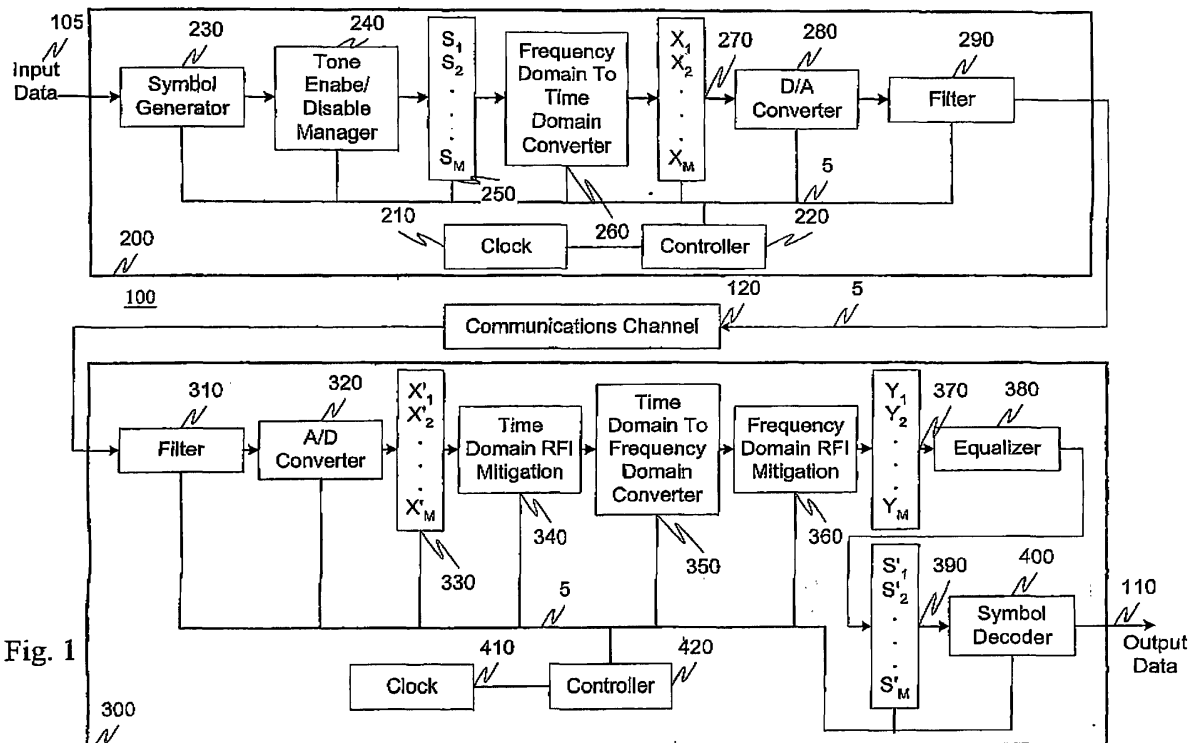 105
230
240
270
280
290
Input
Data
Symbol
Generator
Tone
Enabe/
Disable
Manager
S1
S2
.
.
.
SM
250
Frequency
Domain To
Time
Domain
Converter
260
X1
X2
.
.
.
XM
D/A
Converter
Filter
5
210
Clock
Controller
220
200
100
120
5
Communications Channel
310
320
370
380
Filter
A/D
Converter
X'1
X'2
.
.
.
X'M
330
Time
Domain RFI
Mitigation
340
Time
Domain To
Frequency
Domain
Converter
350
Frequency
Domain RFI
Mitigation
360
Y1
Y2
.
.
.
YM
Equalizer
S'1
S'2
.
.
.
S'M
390
400
110
Symbol
Decoder
Output
Data
5
Fig. 1
410
420
Clock
Controller
300